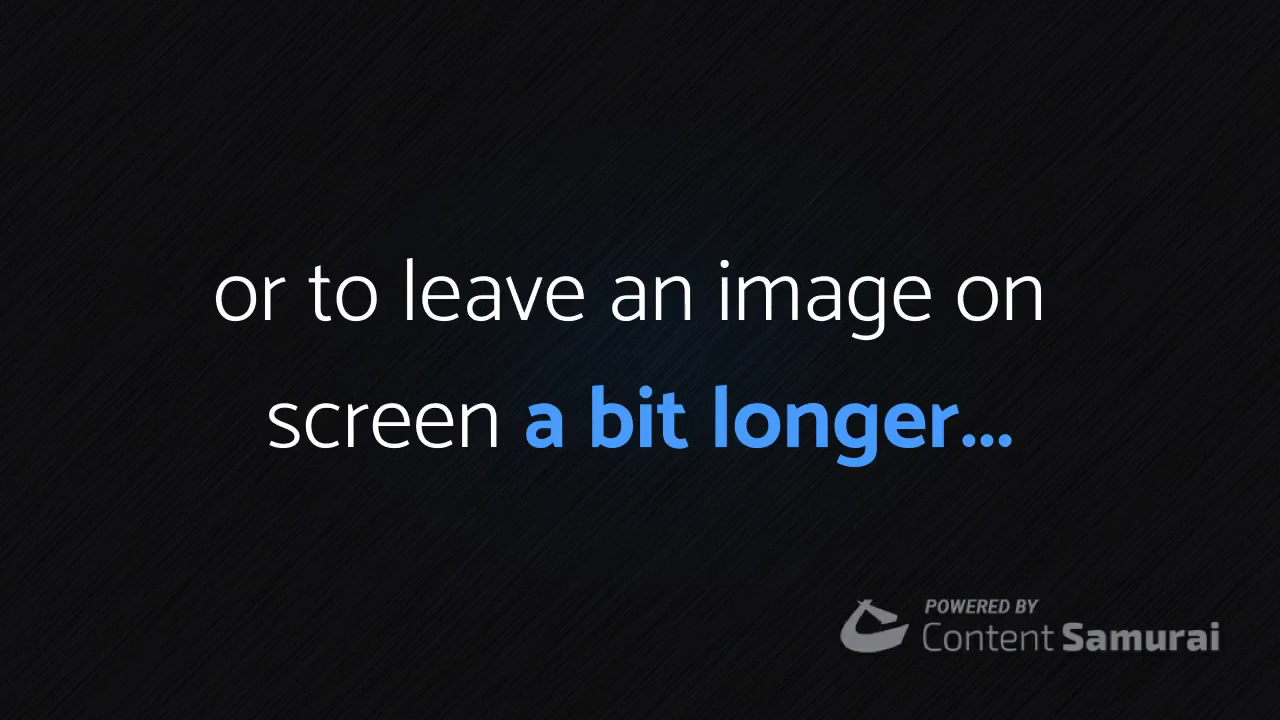 or to leave an image on
screen a bit longer...
POWERED BY
Content Samurai